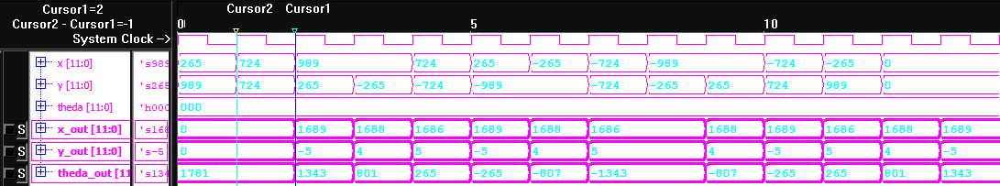 Cursor1=2
Cursor2 - Cursor1=-1
Cursor2 Cursor1
0 5 10
System Clock ->
x [11:0] 's989 265 724 989 724 265 -265 -724 -989 -724 -265 0
y [11:0] 's265 989 724 265 -265 -724 -989 -724 -265 265 724 989 0
theda [11:0] 'h000 000
S x_out [11:0] 's168 0 1689 1688 1686 1689 1688 1688 1686 1688 1686 1686 1688 1689
S y_out [11:0] 's-5 0 -5 4 5 -5 4 5 4 -5 5 4 -5
S theda_out [11 's134 1781 1343 801 265 -265 -807 -1343 -807 -265 265 801 1343